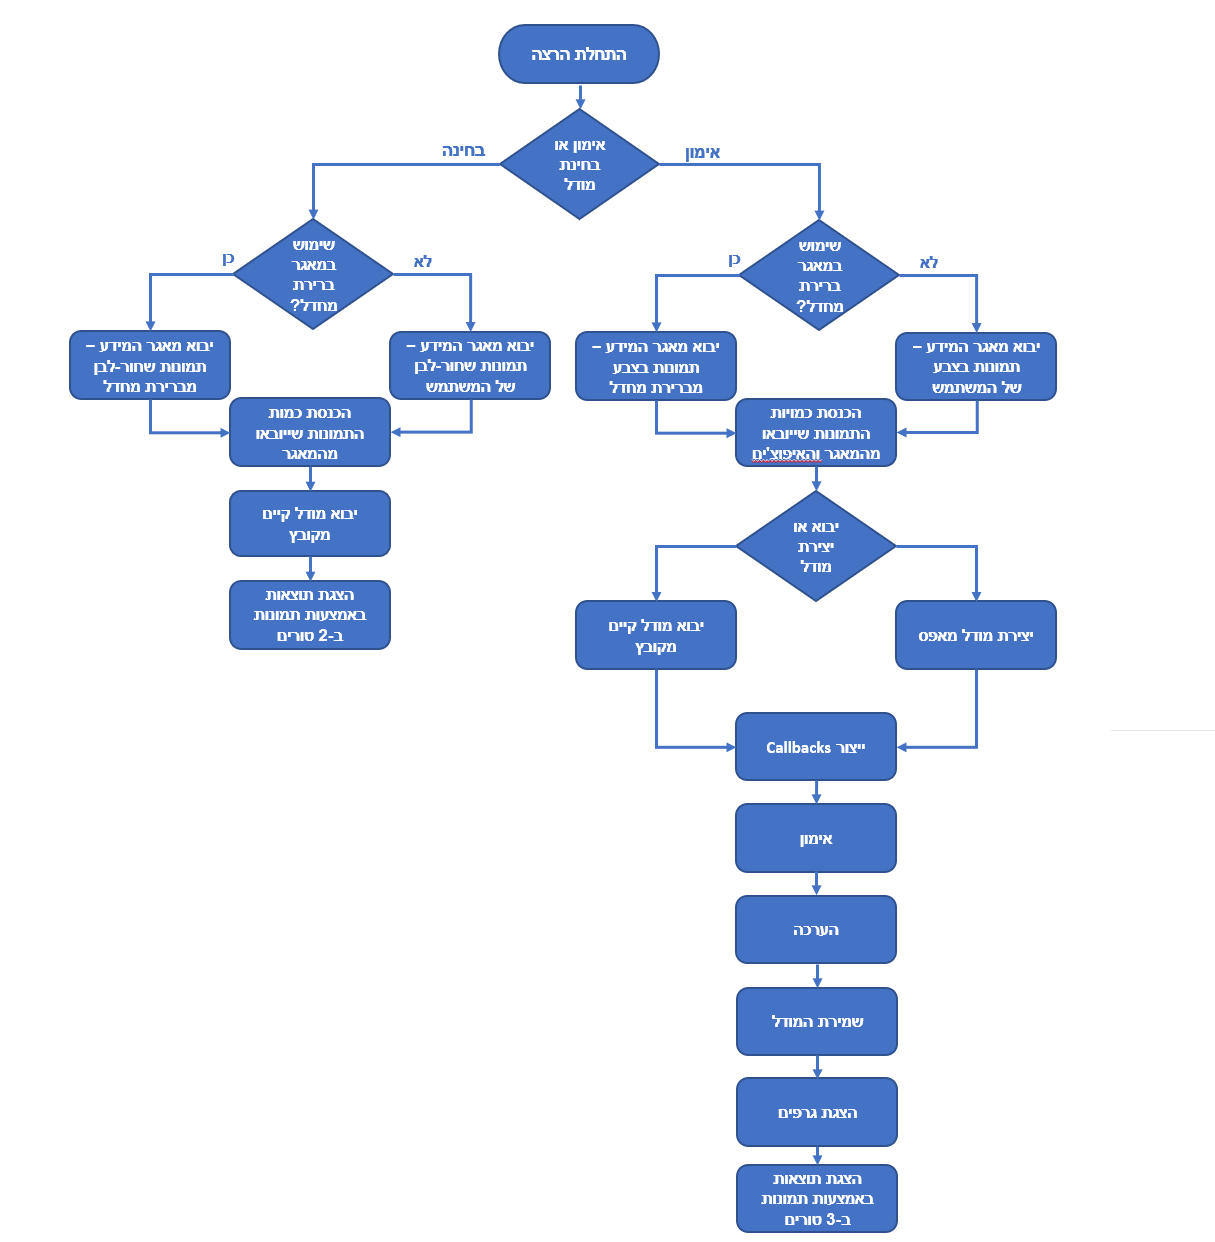 התחלת הרצה
אימון או
בחינת
מודל
בחינה
אימון
שימוש
במאגר
ברירת
מחדל?
כן
לא
יבוא מאגר המידע –
תמונות שחור-לבן
מברירת מחדל
יבוא מאגר המידע –
תמונות שחור-לבן
של המשתמש
הכנסת כמות
התמונות שייובאו
מהמאגר
יבוא מודל קיים
מקובץ
הצגת תוצאות
באמצעות תמונות
ב-2 טורים
שימוש
במאגר
ברירת
מחדל?
כן
לא
יבוא מאגר המידע –
תמונות בצבע
מברירת מחדל
יבוא מאגר המידע –
תמונות בצבע
של המשתמש
הכנסת כמויות
התמונות שייובאו
מהמאגר והאיפוצ'ים
יבוא או
יצירת
מודל
יבוא מודל קיים
מקובץ
יצירת מודל מאפס
ייצור Callbacks
אימון
הערכה
שמירת המודל
הצגת גרפים
הצגת תוצאות
באמצעות תמונות
ב-3 טורים